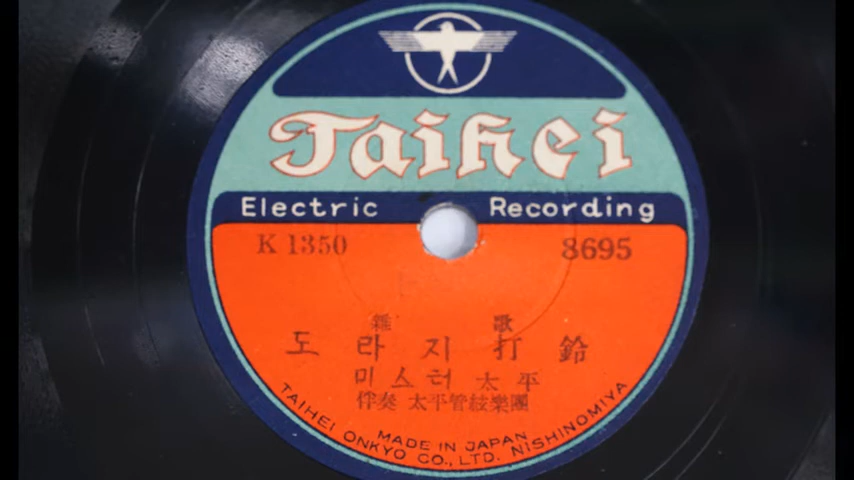 Taihei
Electric Recording
K 1350 8695
雜歌
도라지打鈴
미스터 太平
伴奏 太平管絃樂團
MADE IN JAPAN
TAIHEI ONKYO CO., LTD. NISHINOMIYA